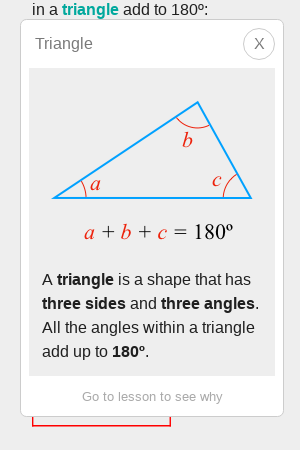 in a triangle add to 180º:
Triangle
X
b
a
c
a + b + c = 180º
A triangle is a shape that has
three sides and three angles.
All the angles within a triangle
add up to 180º.
Go to lesson to see why